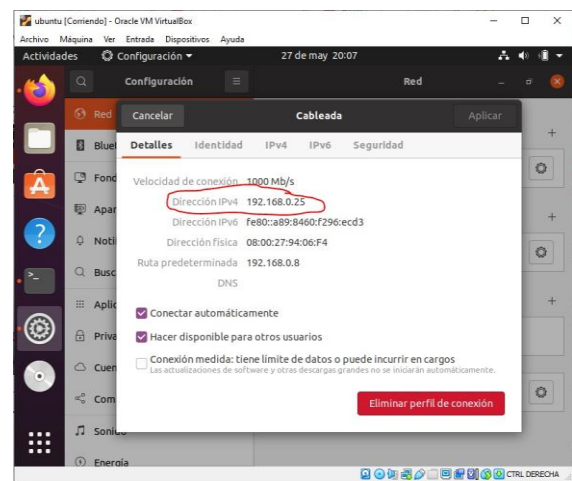 ubuntu [Corriendo] - Oracle VM VirtualBox
Archivo Máquina Ver Entrada Dispositivos Ayuda
Actividades Configuración 27 de may 20:07
Configuración Red
Red
Cancelar Cableada Aplicar
Detalles Identidad IPv4 IPv6 Seguridad
Blue
Velocidad de conexión 1000 Mb/s
Fond
Dirección IPv4 192.168.0.25
Apar
Dirección IPv6 fe80::a89:8460:f296:ecd3
Noti
Dirección física 08:00:27:94:06:F4
Ruta predeterminada 192.168.0.8
Busc
DNS
Aplic
Conectar automáticamente
Priva
Hacer disponible para otros usuarios
Cuen
Conexión medida: tiene límite de datos o puede incurrir en cargos
Las actualizaciones de software y otras descargas grandes no se iniciarán automáticamente.
Com
Eliminar perfil de conexión
Sonido
Energía
CTRL DERECHA